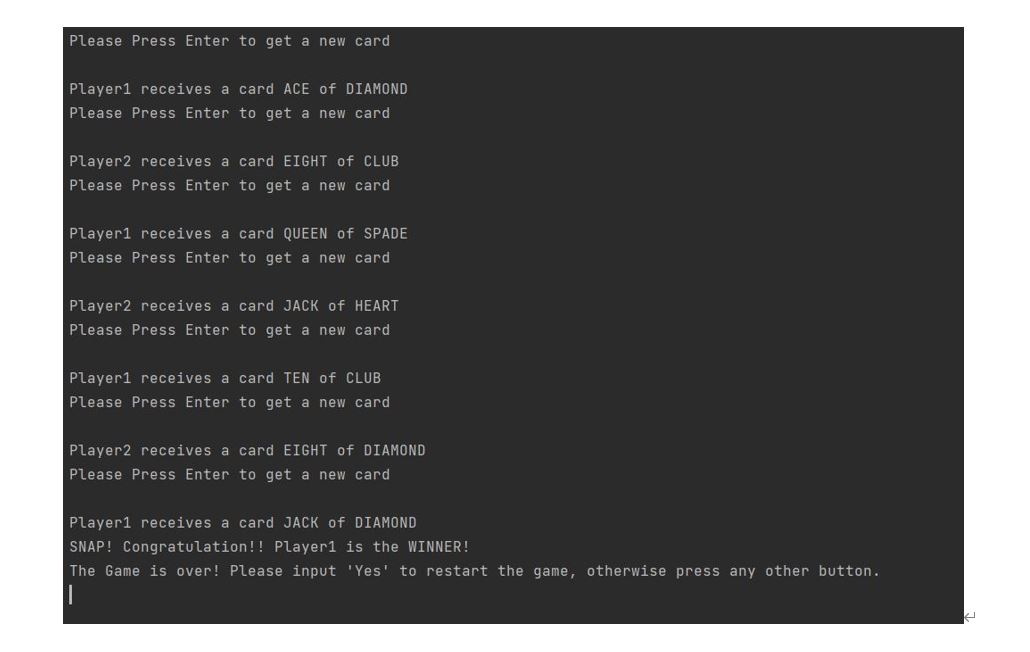 Please Press Enter to get a new card
Player1 receives a card ACE of DIAMOND
Please Press Enter to get a new card
Player2 receives a card EIGHT of CLUB
Please Press Enter to get a new card
Player1 receives a card QUEEN of SPADE
Please Press Enter to get a new card
Player2 receives a card JACK of HEART
Please Press Enter to get a new card
Player1 receives a card TEN of CLUB
Please Press Enter to get a new card
Player2 receives a card EIGHT of DIAMOND
Please Press Enter to get a new card
Player1 receives a card JACK of DIAMOND
SNAP! Congratulation!! Player1 is the WINNER!
The Game is over! Please input 'Yes' to restart the game, otherwise press any other button.